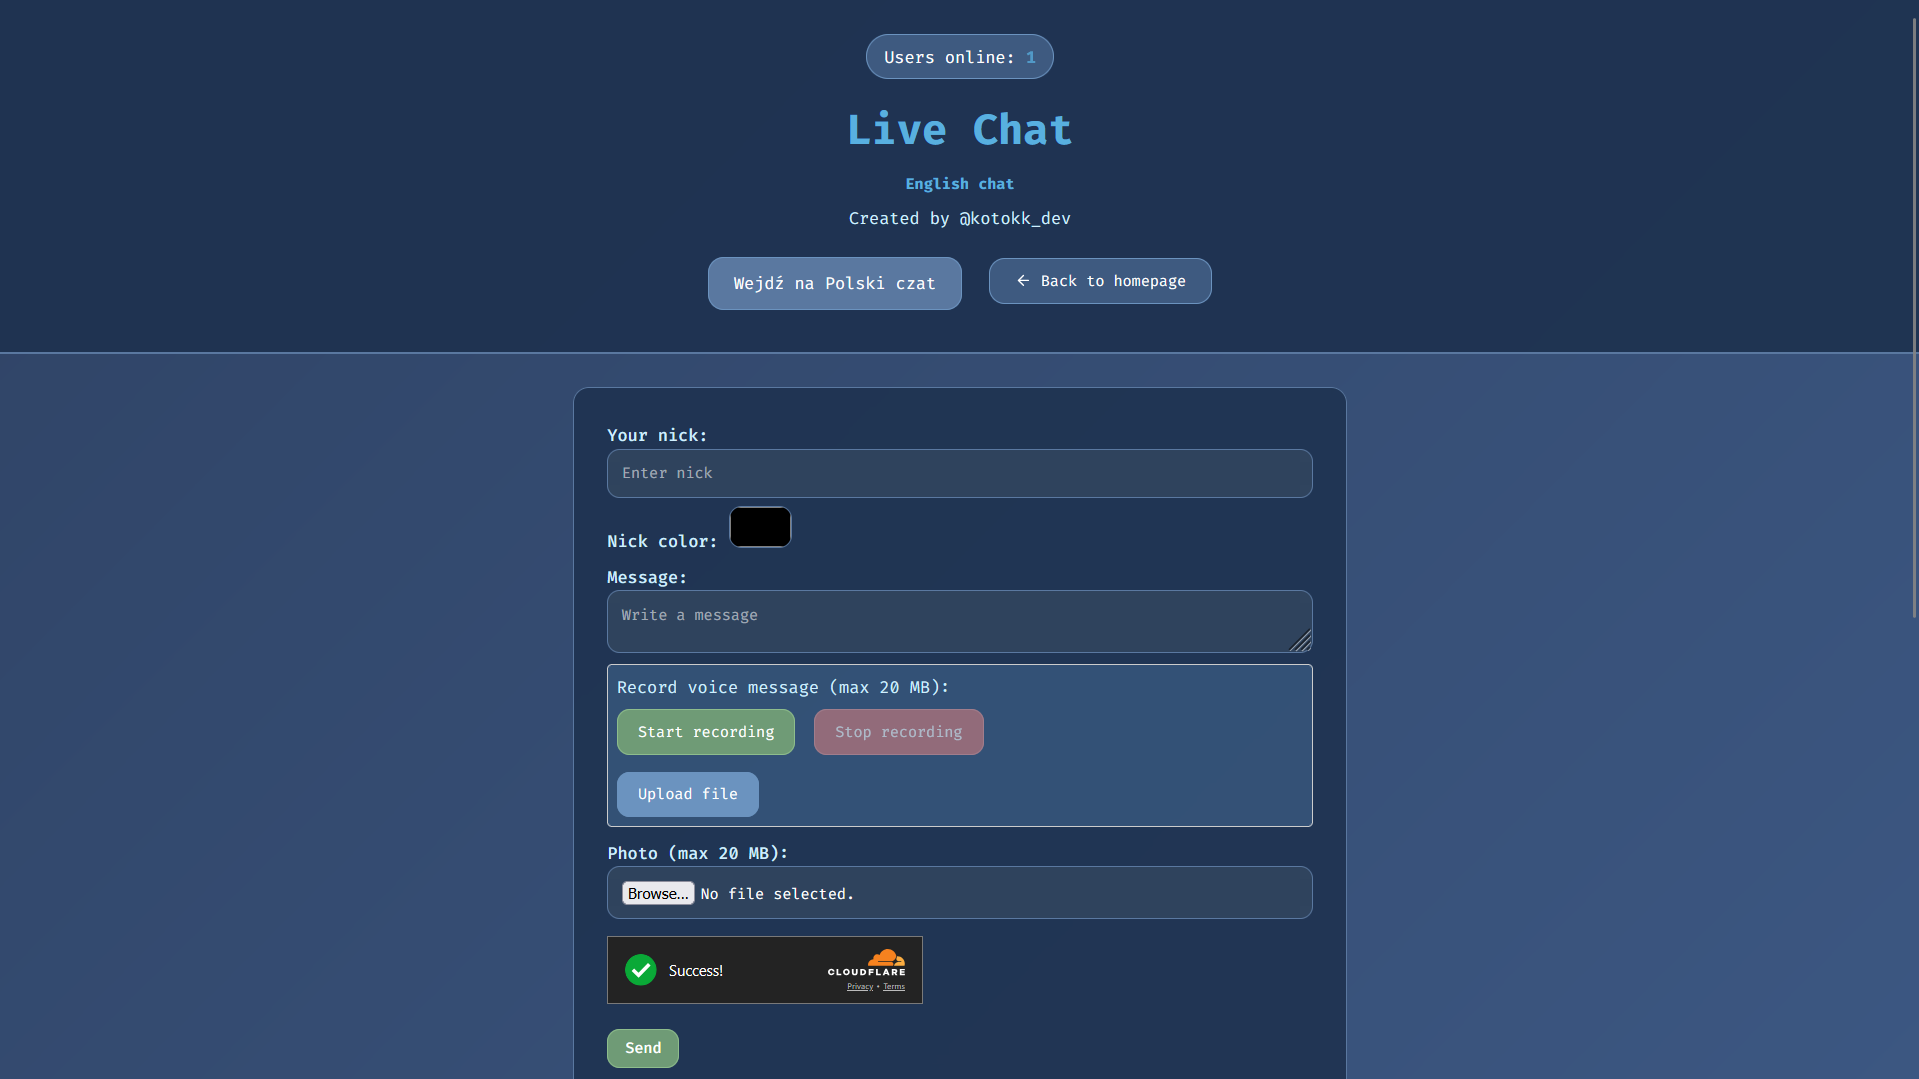 Users online: 1
Live Chat
English chat
Created by @kotokk_dev
Wejdź na Polski czat
← Back to homepage
Your nick:
Enter nick
Nick color:
Message:
Write a message
Record voice message (max 20 MB):
Start recording
Stop recording
Upload file
Photo (max 20 MB):
Browse... No file selected.
Success!
CLOUDFLARE
Privacy • Terms
Send